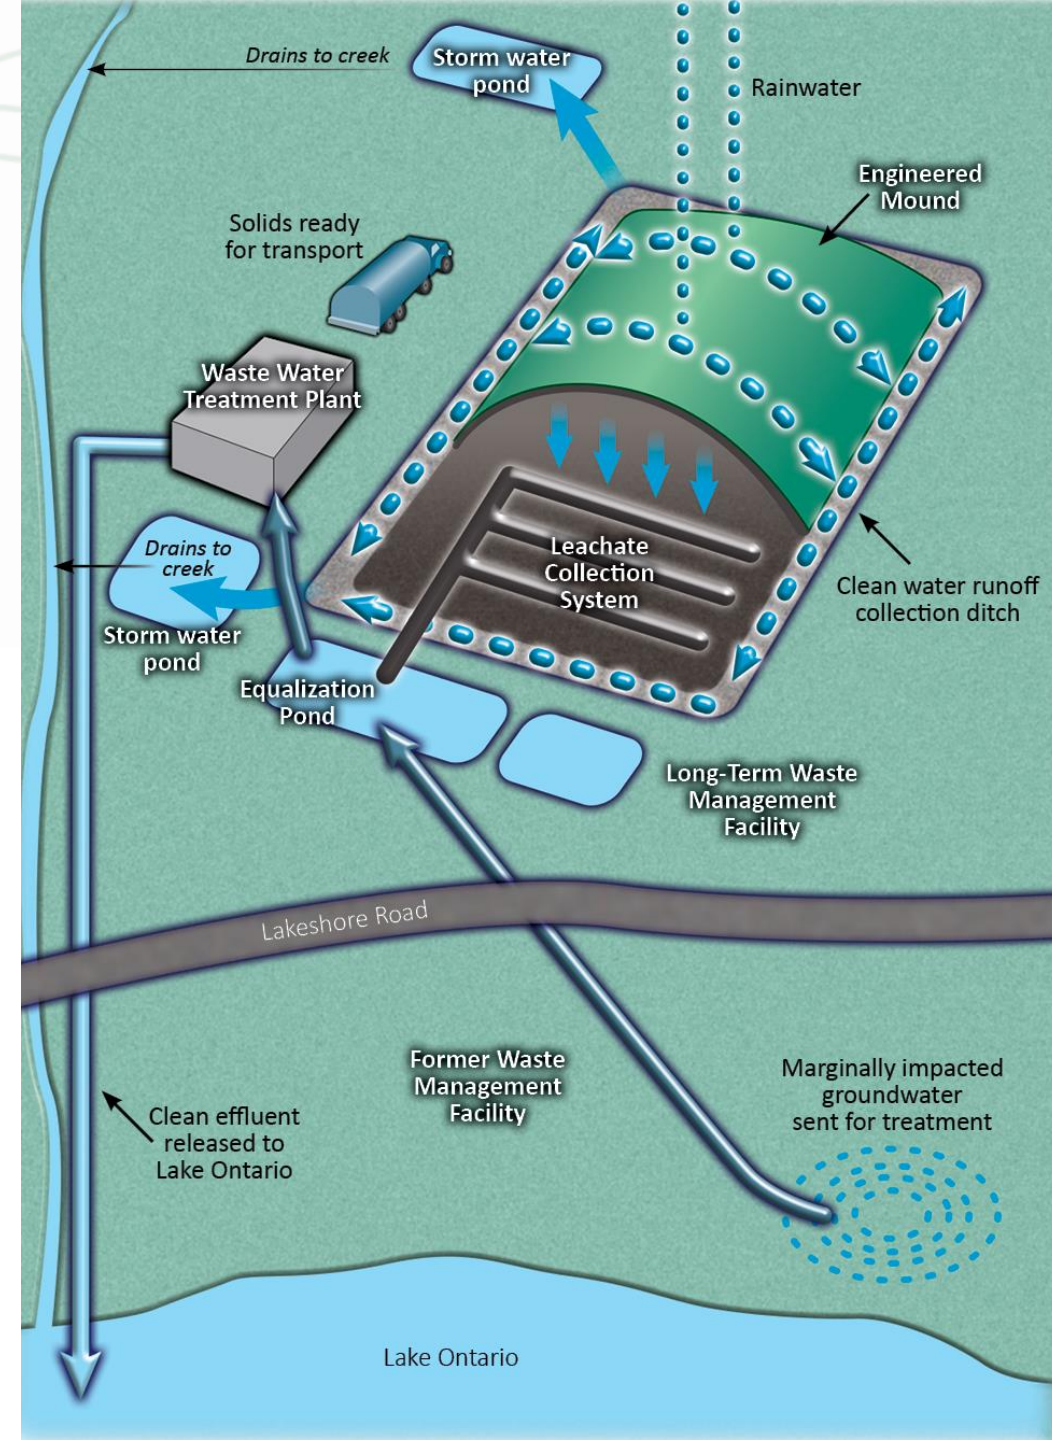 Drains to creek
Storm water
pond
Rainwater
Engineered
Mound
Solids ready
for transport
Waste Water
Treatment Plant
Drains to
creek
Storm water
pond
Leachate
Collection
System
Clean water runoff
collection ditch
Equalization
Pond
Long-Term Waste
Management
Facility
Lakeshore Road
Former Waste
Management
Facility
Marginally impacted
groundwater
sent for treatment
Clean effluent
released to
Lake Ontario
Lake Ontario